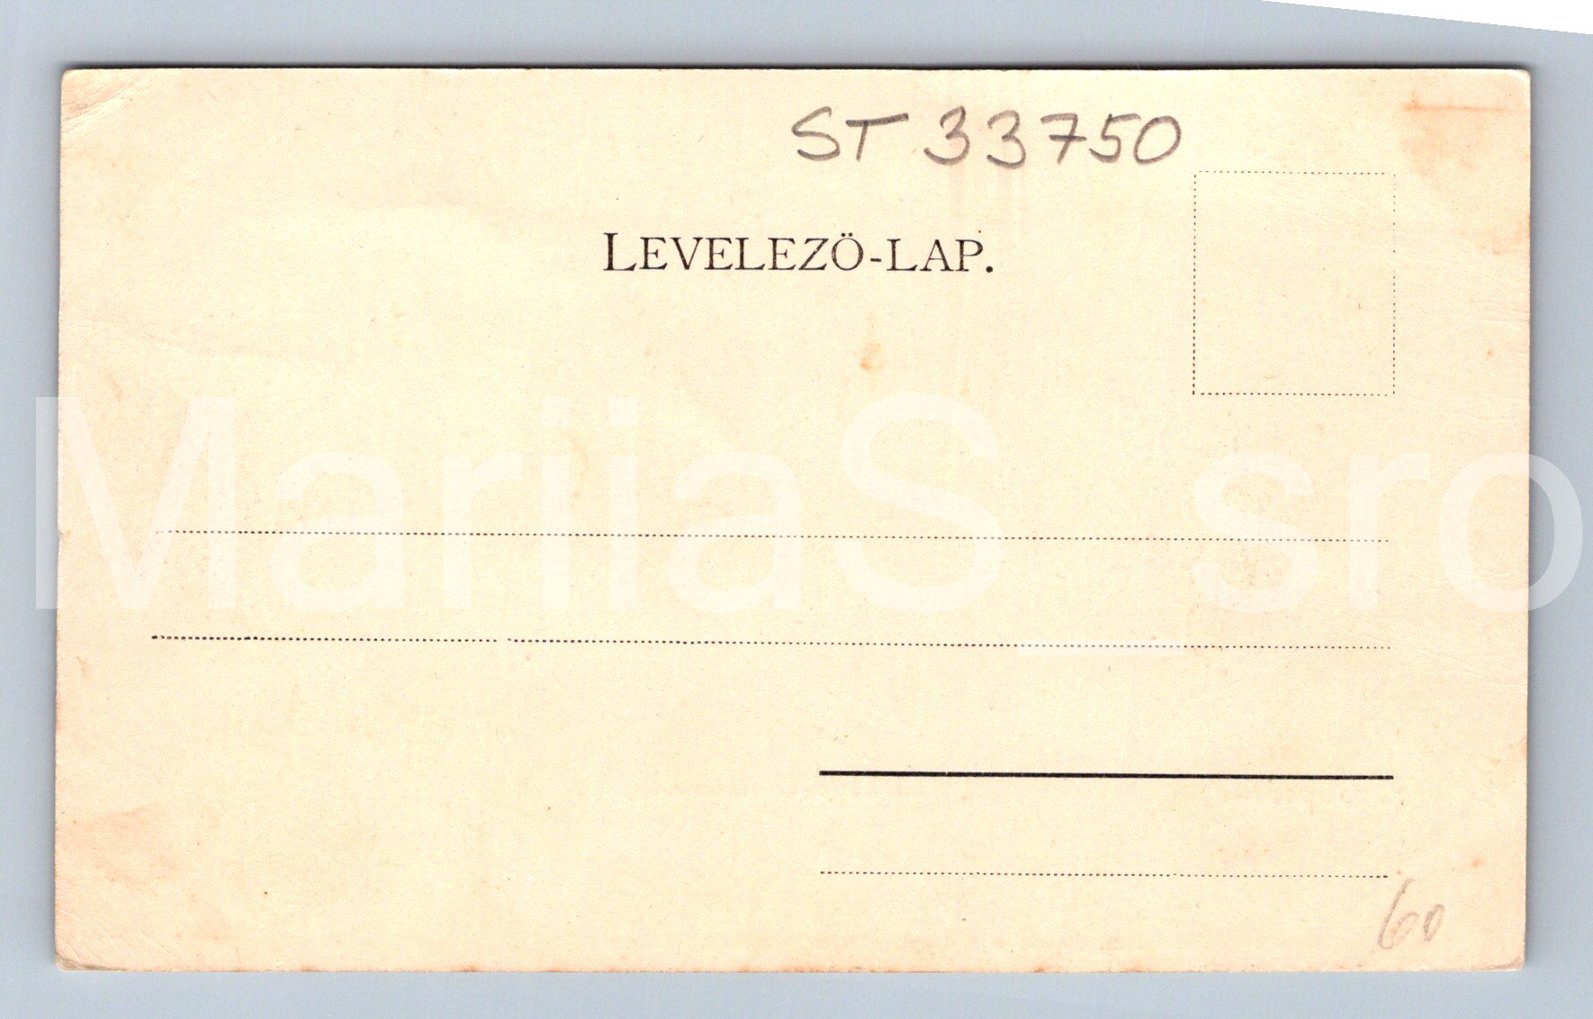 ST 33750
LEVELEZÖ-LAP.
MariiaS sro
60